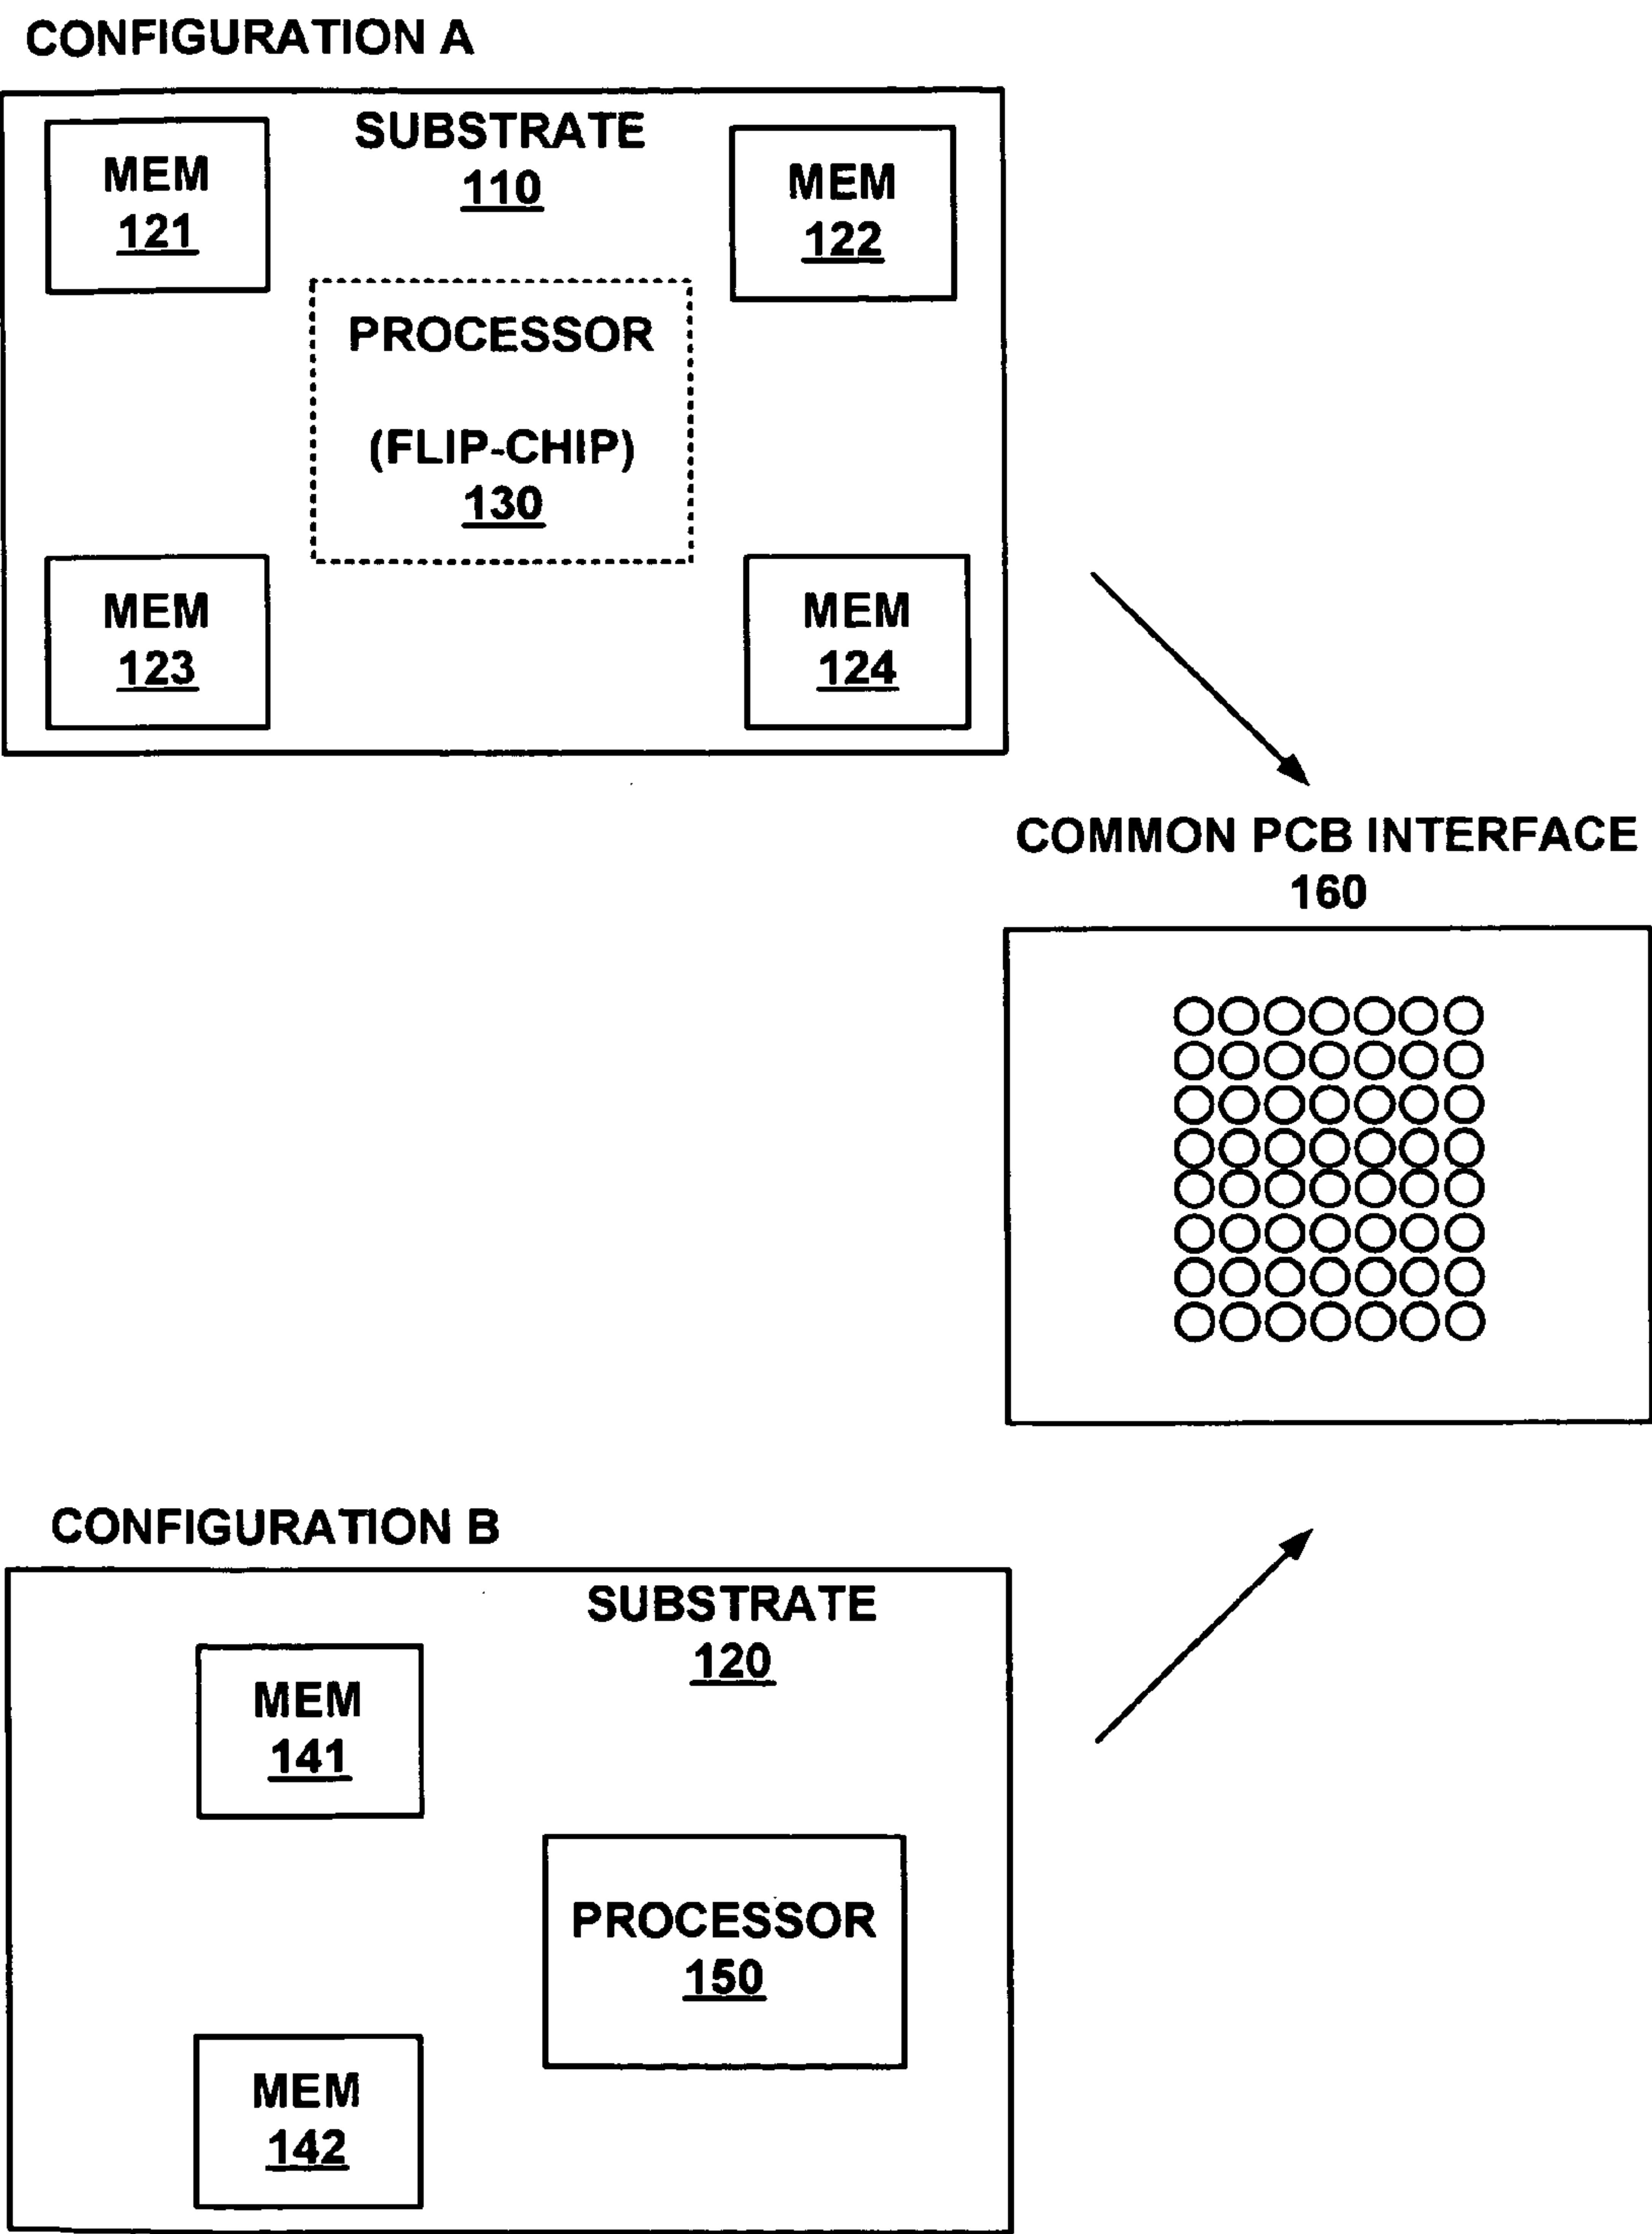 CONFIGURATION A
SUBSTRATE
110
MEM
121
MEM
122
PROCESSOR
(FLIP-CHIP)
130
MEM
123
MEM
124
COMMON PCB INTERFACE
160
CONFIGURATION B
SUBSTRATE
120
MEM
141
PROCESSOR
150
MEM
142